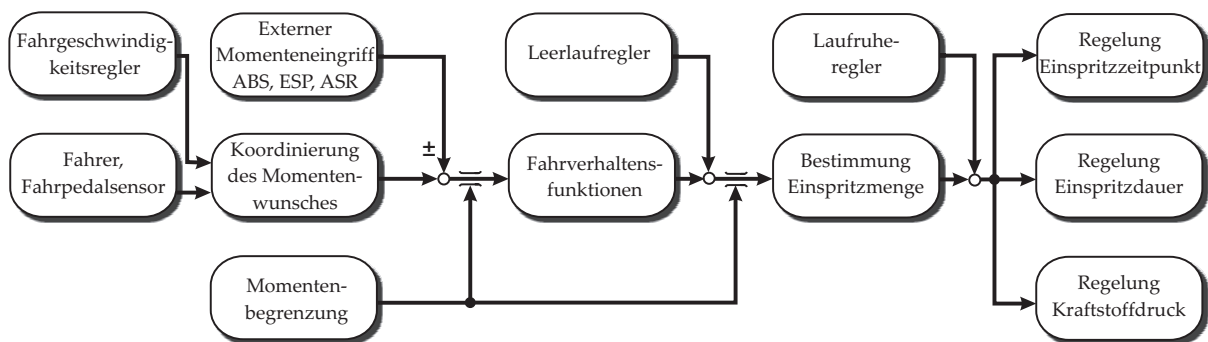 Fahrgeschwindig-
keitsregler
Externer
Momenteneingriff
ABS, ESP, ASR
Leerlaufregler
Laufruhe-
regler
Regelung
Einspritzzeitpunkt
±
Fahrer,
Fahrpedalsensor
Koordinierung
des Momenten-
wunsches
Fahrverhaltens-
funktionen
Bestimmung
Einspritzmenge
Regelung
Einspritzdauer
Momenten-
begrenzung
Regelung
Kraftstoffdruck